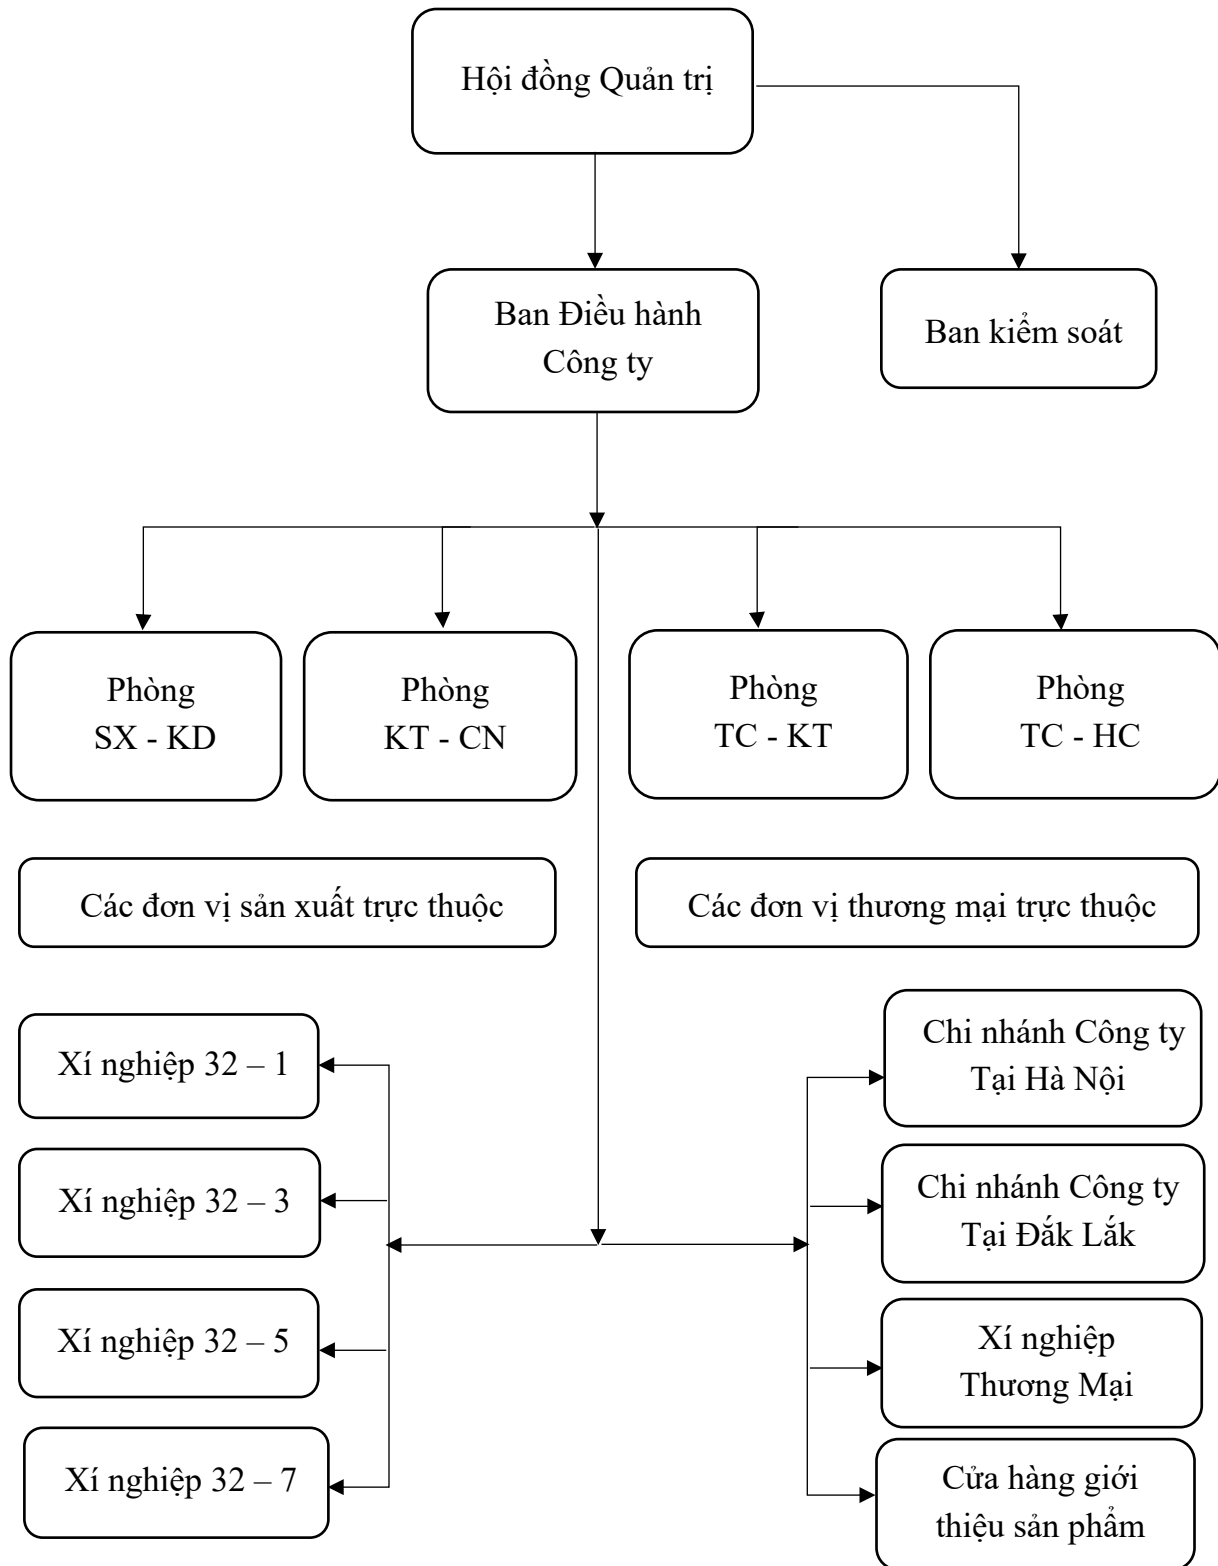 Hội đồng Quản trị
Ban Điều hành
Công ty
Ban kiểm soát
Phòng
SX - KD
Phòng
KT - CN
Phòng
TC - KT
Phòng
TC - HC
Các đơn vị sản xuất trực thuộc
Các đơn vị thương mại trực thuộc
Xí nghiệp 32 – 1
Xí nghiệp 32 – 3
Xí nghiệp 32 – 5
Xí nghiệp 32 – 7
Chi nhánh Công ty
Tại Hà Nội
Chi nhánh Công ty
Tại Đắk Lắk
Xí nghiệp
Thương Mại
Cửa hàng giới
thiệu sản phẩm